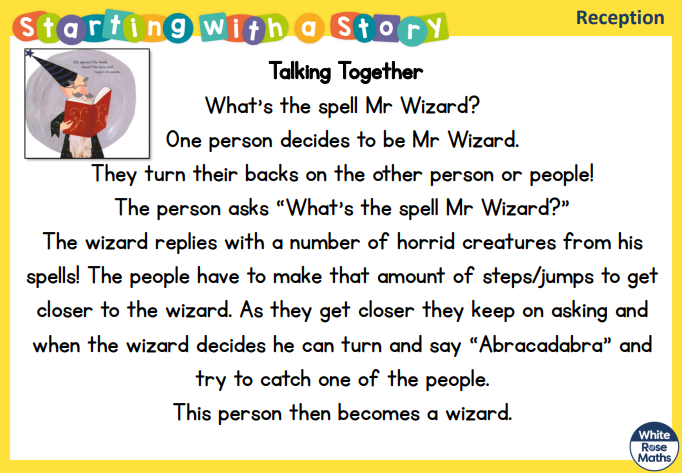 Starting with a Story
Reception
Talking Together
What's the spell Mr Wizard?
One person decides to be Mr Wizard.
They turn their backs on the other person or people!
The person asks “What's the spell Mr Wizard?”
The wizard replies with a number of horrid creatures from his
spells! The people have to make that amount of steps/jumps to get
closer to the wizard. As they get closer they keep on asking and
when the wizard decides he can turn and say “Abracadabra” and
try to catch one of the people.
This person then becomes a wizard.
White
Rose
Maths